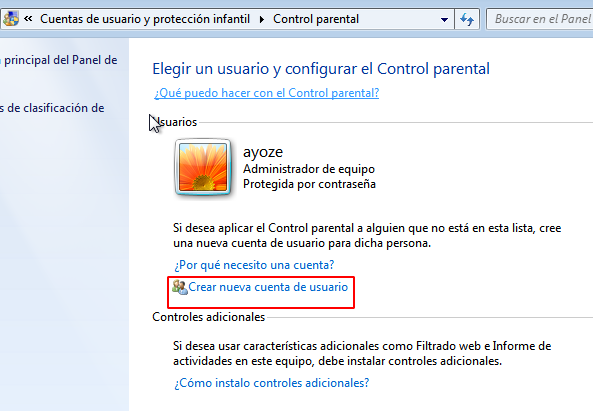 « Cuentas de usuario y protección infantil ▸ Control parental
Buscar en el Panel
principal del Panel de
s de clasificación de
Elegir un usuario y configurar el Control parental
¿Qué puedo hacer con el Control parental?
Usuarios
ayoze
Administrador de equipo
Protegida por contraseña
Si desea aplicar el Control parental a alguien que no está en esta lista, cree
una nueva cuenta de usuario para dicha persona.
¿Por qué necesito una cuenta?
Crear nueva cuenta de usuario
Controles adicionales
Si desea usar características adicionales como Filtrado web e Informe de
actividades en este equipo, debe instalar controles adicionales.
¿Cómo instalo controles adicionales?